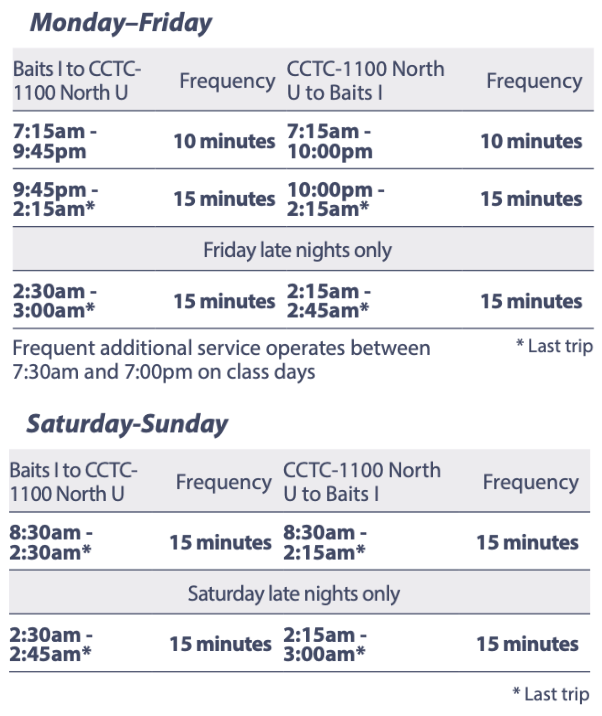 Monday–Friday
Baits I to CCTC- Frequency CCTC-1100 North Frequency
1100 North U U to Baits I
7:15am - 10 minutes 7:15am - 10 minutes
9:45pm 10:00pm
9:45pm - 15 minutes 10:00pm - 15 minutes
2:15am* 2:15am*
Friday late nights only
2:30am - 15 minutes 2:15am - 15 minutes
3:00am* 2:45am*
Frequent additional service operates between * Last trip
7:30am and 7:00pm on class days
Saturday-Sunday
Baits I to CCTC- Frequency CCTC-1100 North Frequency
1100 North U U to Baits I
8:30am - 15 minutes 8:30am - 15 minutes
2:30am* 2:15am*
Saturday late nights only
2:30am - 15 minutes 2:15am - 15 minutes
2:45am* 3:00am*
* Last trip